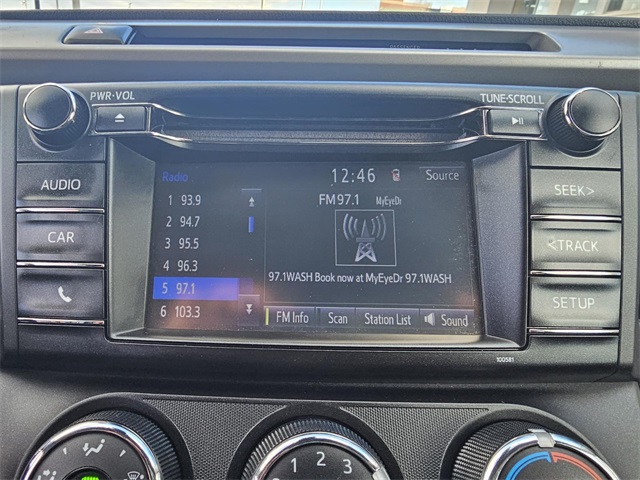 PWR·VOL
TUNE·SCROLL
AUDIO
CAR
Radio
12:46
Source
1 93.9
2 94.7
3 95.5
4 96.3
5 97.1
6 103.3
FM97.1 MyEyeDr
97.1WASH Book now at MyEyeDr 97.1WASH
FM Info
Scan
Station List
Sound
SEEK>
<TRACK
SETUP
100581
1 2 3